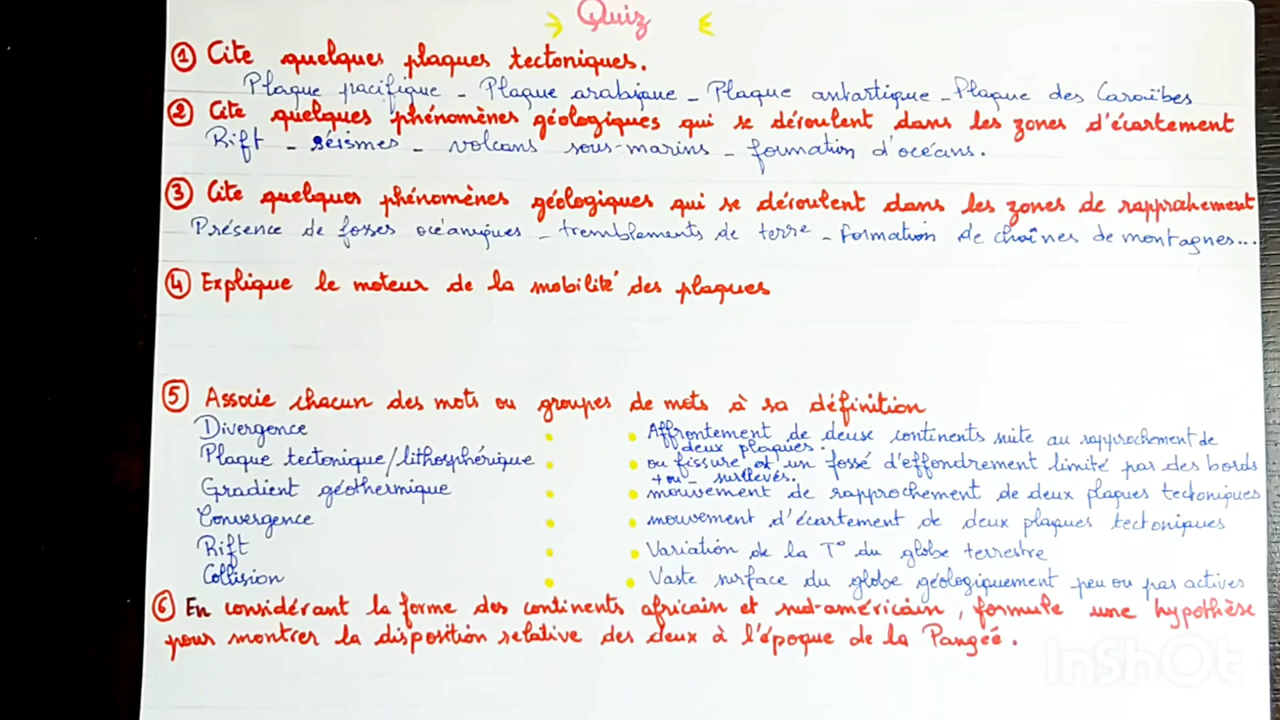 Quiz
① Cite quelques plaques tectoniques.
Plaque pacifique - Plaque arabique - Plaque antartique - Plaque des Caraïbes
② Cite quelques phénomènes géologiques qui se déroulent dans les zones d'écartement
Rift - séismes - volcans sous-marins - formation d'océans.
③ Cite quelques phénomènes géologiques qui se déroulent dans les zones de rapprahement
Présence de fosses océaniques - tremblements de terre - formation de chaînes de montagnes...
④ Explique le moteur de la mobilité des plaques
⑤ Associe chacun des mots ou groupes de mots à sa définition
Divergence • • Affrontement de deux continents suite au rapprochement de
deux plaques.
Plaque tectonique/lithosphérique • • ou fissure est un fossé d'effondrement limité par des bords
+ ou - surlevés.
Gradient géothermique • • mouvement de rapprochement de deux plaques tectoniques
Convergence • • mouvement d'écartement de deux plaques tectoniques
Rift • • Variation de la T° du globe terrestre
Collision • • Vaste surface du globe géologiquement peu ou pas actives
⑥ En considérant la forme des continents africain et sud-américain, formule une hypothèse
pour montrer la disposition relative des deux à l'époque de la Pangée.
InShOt